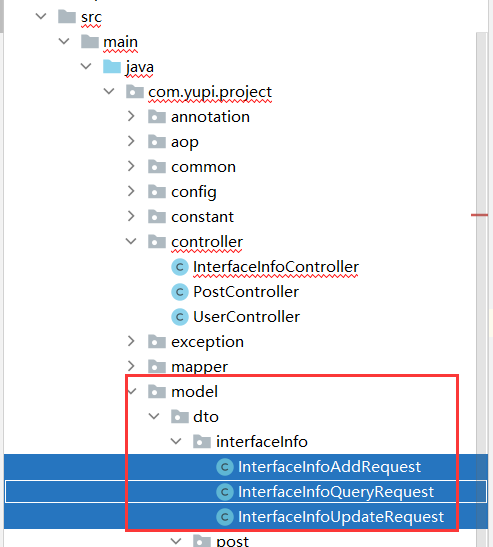 src
main
java
com.yupi.project
annotation
aop
common
config
constant
controller
InterfaceInfoController
PostController
UserController
exception
mapper
model
dto
interfaceInfo
InterfaceInfoAddRequest
InterfaceInfoQueryRequest
InterfaceInfoUpdateRequest
post